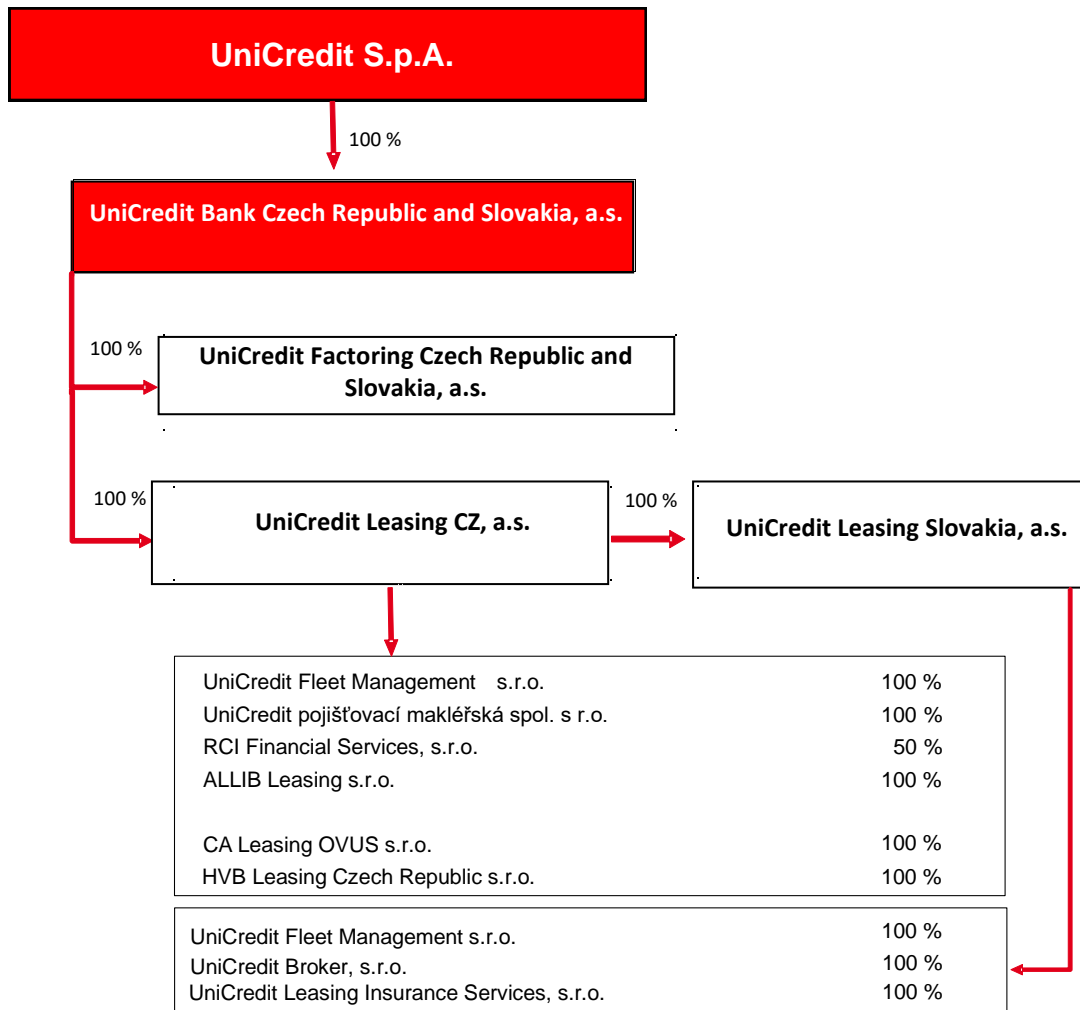 UniCredit S.p.A.
100 %
UniCredit Bank Czech Republic and Slovakia, a.s.
100 %
UniCredit Factoring Czech Republic and
Slovakia, a.s.
100 %
UniCredit Leasing CZ, a.s.
100 %
UniCredit Leasing Slovakia, a.s.
UniCredit Fleet Management s.r.o. 100 %
UniCredit pojišťovací makléřská spol. s r.o. 100 %
RCI Financial Services, s.r.o. 50 %
ALLIB Leasing s.r.o. 100 %
CA Leasing OVUS s.r.o. 100 %
HVB Leasing Czech Republic s.r.o. 100 %
UniCredit Fleet Management s.r.o. 100 %
UniCredit Broker, s.r.o. 100 %
UniCredit Leasing Insurance Services, s.r.o. 100 %